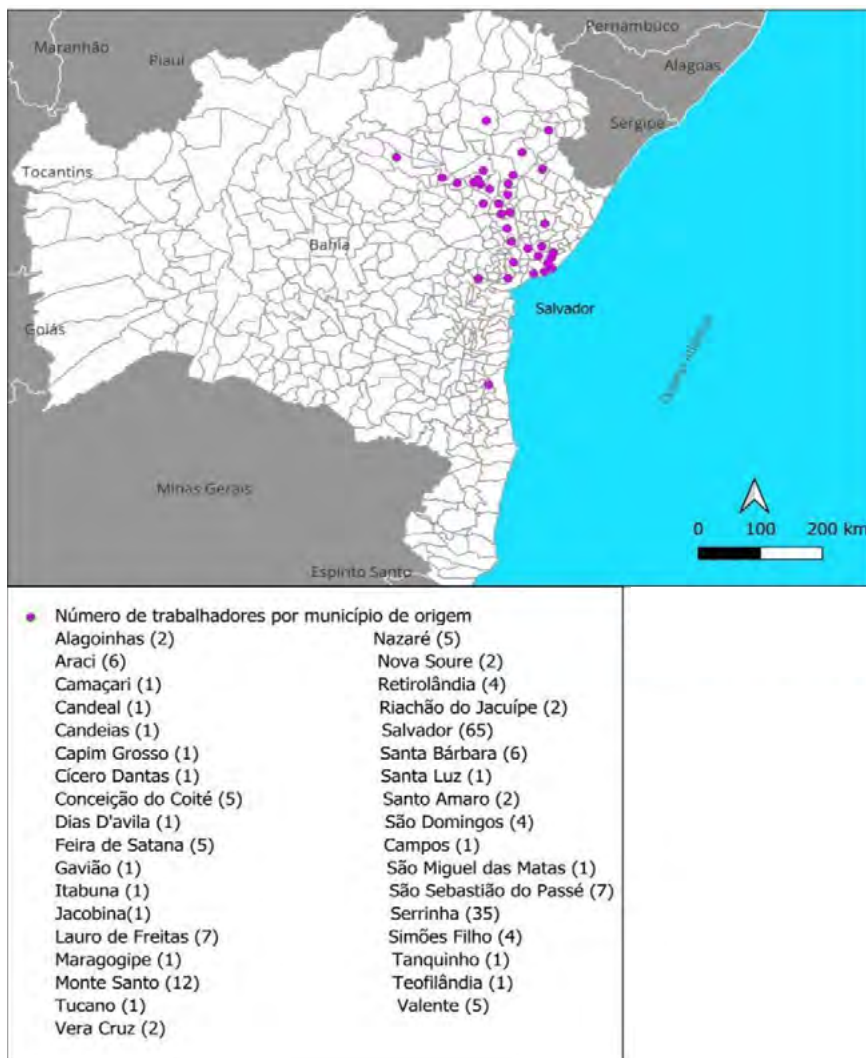 Pernambuco
Maranhão
Piauí
Alagoas
Sergipe
Tocantins
Bahia
Goiás
Salvador
Minas Gerais
0 100 200 km
Espírito Santo
Número de trabalhadores por município de origem
Alagoinhas (2)
Araci (6)
Camaçari (1)
Candeal (1)
Candeias (1)
Capim Grosso (1)
Cícero Dantas (1)
Conceição do Coité (5)
Dias D'avila (1)
Feira de Satana (5)
Gavião (1)
Itabuna (1)
Jacobina(1)
Lauro de Freitas (7)
Maragogipe (1)
Monte Santo (12)
Tucano (1)
Vera Cruz (2)
Nazaré (5)
Nova Soure (2)
Retirolândia (4)
Riachão do Jacuípe (2)
Salvador (65)
Santa Bárbara (6)
Santa Luz (1)
Santo Amaro (2)
São Domingos (4)
Campos (1)
São Miguel das Matas (1)
São Sebastião do Passé (7)
Serrinha (35)
Simões Filho (4)
Tanquinho (1)
Teofilândia (1)
Valente (5)